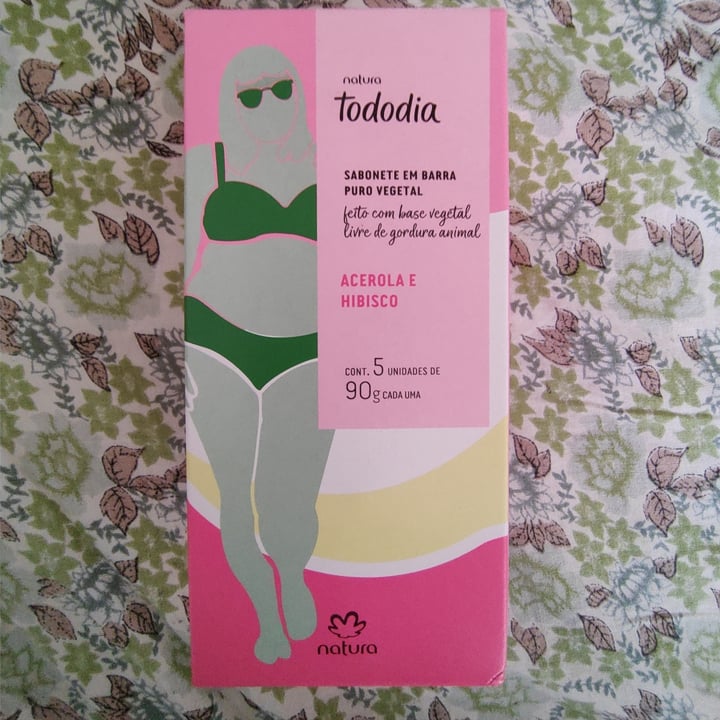 natura
tododia
SABONETE EM BARRA
PURO VEGETAL
feito com base vegetal
livre de gordura animal
ACEROLA E
HIBISCO
CONT. 5 UNIDADES DE
90g CADA UMA
natura